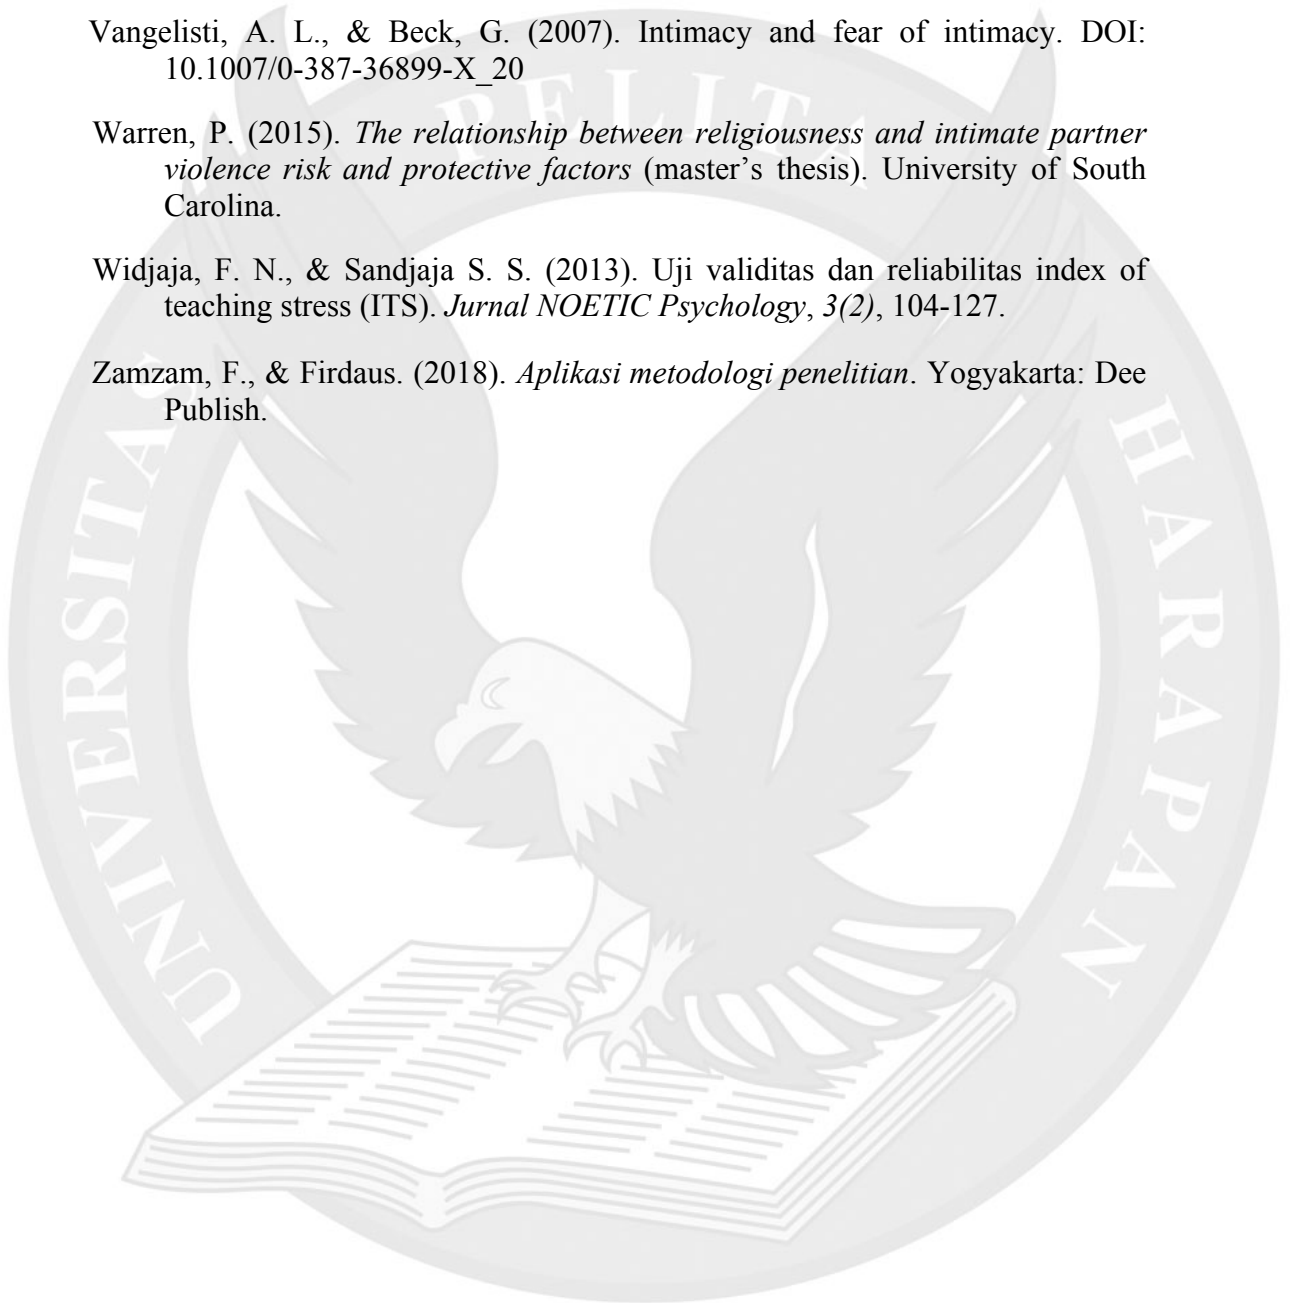 Vangelisti, A. L., & Beck, G. (2007). Intimacy and fear of intimacy. DOI:
10.1007/0-387-36899-X_20
Warren, P. (2015). The relationship between religiousness and intimate partner
violence risk and protective factors (master's thesis). University of South
Carolina.
Widjaja, F. N., & Sandjaja S. S. (2013). Uji validitas dan reliabilitas index of
teaching stress (ITS). Jurnal NOETIC Psychology, 3(2), 104-127.
Zamzam, F., & Firdaus. (2018). Aplikasi metodologi penelitian. Yogyakarta: Dee
Publish.
UNIVERSITAS PELITA HARAPAN